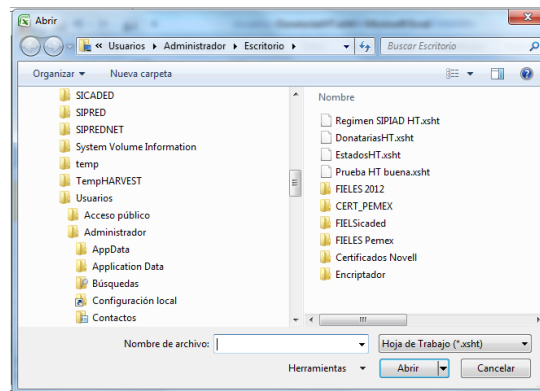 Abrir
« Usuarios ▸ Administrador ▸ Escritorio ▸
Buscar Escritorio
Organizar
Nueva carpeta
SICADED
SIPRED
SIPREDNET
System Volume Information
temp
TempHARVEST
Usuarios
Acceso público
Administrador
AppData
Application Data
Búsquedas
Configuración local
Contactos
Nombre
Regimen SIPIAD HT.xsht
DonatariasHT.xsht
EstadosHT.xsht
Prueba HT buena.xsht
FIELES 2012
CERT_PEMEX
FIELSicaded
FIELES Pemex
Certificados Novell
Encriptador
Nombre de archivo:
Hoja de Trabajo (*.xsht)
Herramientas
Abrir
Cancelar